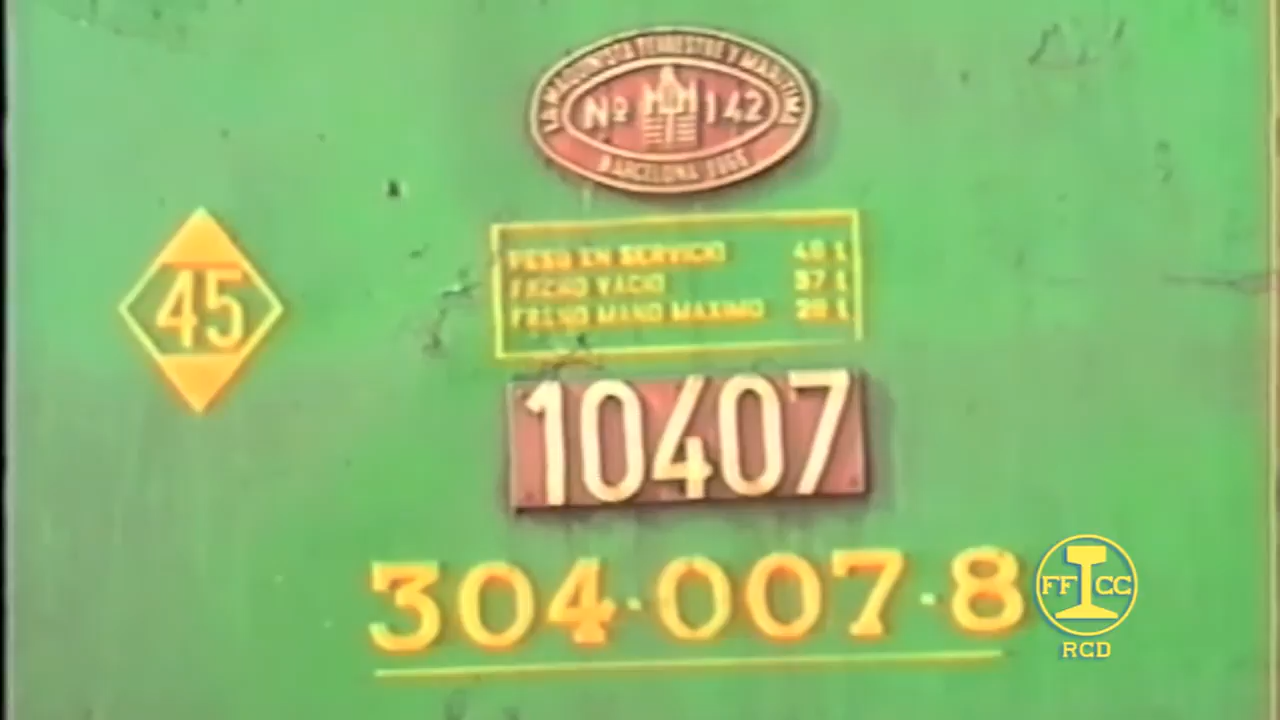 LA MAQUINISTA TERRESTRE Y MARITIMA
Nº 142
BARCELONA
45
PESO EN SERVICIO 48 t
FRENO VACIO 37 t
FRENO MANO MAXIMO 28 t
10407
304-007-8
FF CC
RCD